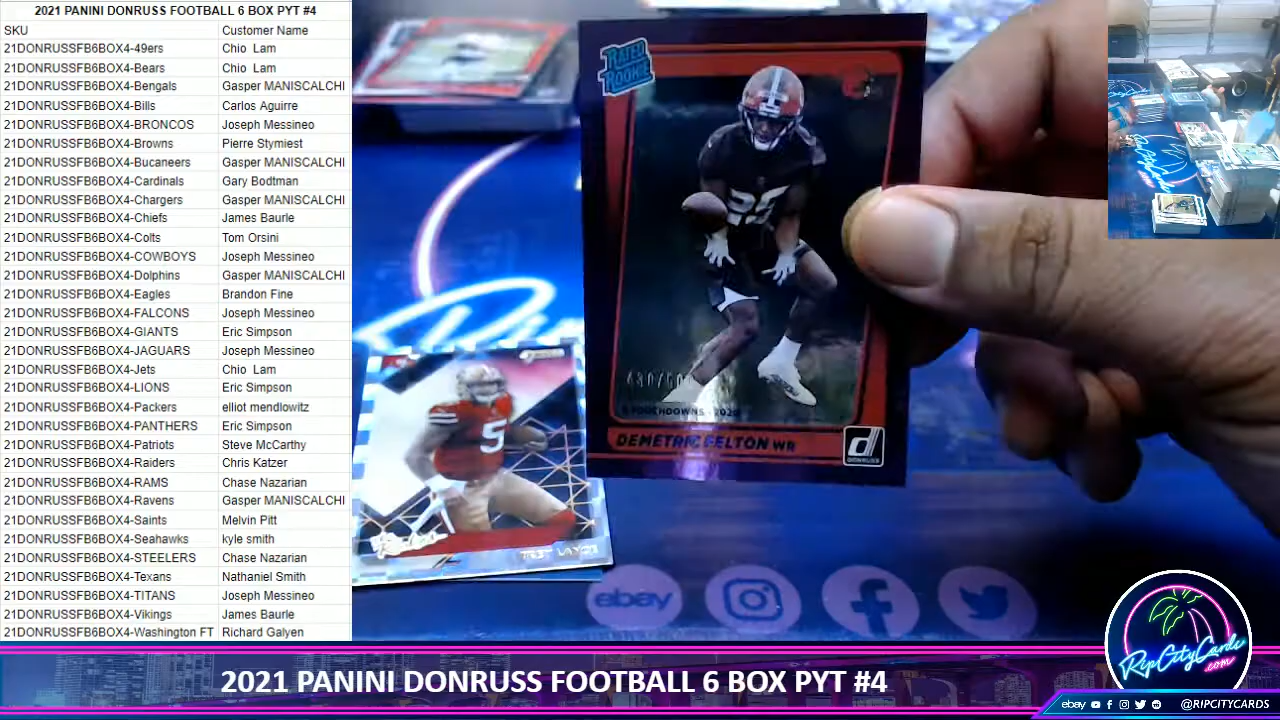 2021 PANINI DONRUSS FOOTBALL 6 BOX PYT #4
SKU Customer Name
21DONRUSSFB6BOX4-49ers Chio Lam
21DONRUSSFB6BOX4-Bears Chio Lam
21DONRUSSFB6BOX4-Bengals Gasper MANISCALCHI
21DONRUSSFB6BOX4-Bills Carlos Aguirre
21DONRUSSFB6BOX4-BRONCOS Joseph Messineo
21DONRUSSFB6BOX4-Browns Pierre Stymiest
21DONRUSSFB6BOX4-Bucaneers Gasper MANISCALCHI
21DONRUSSFB6BOX4-Cardinals Gary Bodtman
21DONRUSSFB6BOX4-Chargers Gasper MANISCALCHI
21DONRUSSFB6BOX4-Chiefs James Baurle
21DONRUSSFB6BOX4-Colts Tom Orsini
21DONRUSSFB6BOX4-COWBOYS Joseph Messineo
21DONRUSSFB6BOX4-Dolphins Gasper MANISCALCHI
21DONRUSSFB6BOX4-Eagles Brandon Fine
21DONRUSSFB6BOX4-FALCONS Joseph Messineo
21DONRUSSFB6BOX4-GIANTS Eric Simpson
21DONRUSSFB6BOX4-JAGUARS Joseph Messineo
21DONRUSSFB6BOX4-Jets Chio Lam
21DONRUSSFB6BOX4-LIONS Eric Simpson
21DONRUSSFB6BOX4-Packers elliot mendlowitz
21DONRUSSFB6BOX4-PANTHERS Eric Simpson
21DONRUSSFB6BOX4-Patriots Steve McCarthy
21DONRUSSFB6BOX4-Raiders Chris Katzer
21DONRUSSFB6BOX4-RAMS Chase Nazarian
21DONRUSSFB6BOX4-Ravens Gasper MANISCALCHI
21DONRUSSFB6BOX4-Saints Melvin Pitt
21DONRUSSFB6BOX4-Seahawks kyle smith
21DONRUSSFB6BOX4-STEELERS Chase Nazarian
21DONRUSSFB6BOX4-Texans Nathaniel Smith
21DONRUSSFB6BOX4-TITANS Joseph Messineo
21DONRUSSFB6BOX4-Vikings James Baurle
21DONRUSSFB6BOX4-Washington FT Richard Galyen
RATED
ROOKIE
25
TOUCHDOWNS - 2020
DEMETRIC FELTON WR
d
DONRUSS
5
TREY LANCE
ebay
RipCityCards
.com
2021 PANINI DONRUSS FOOTBALL 6 BOX PYT #4
ebay @RIPCITYCARDS